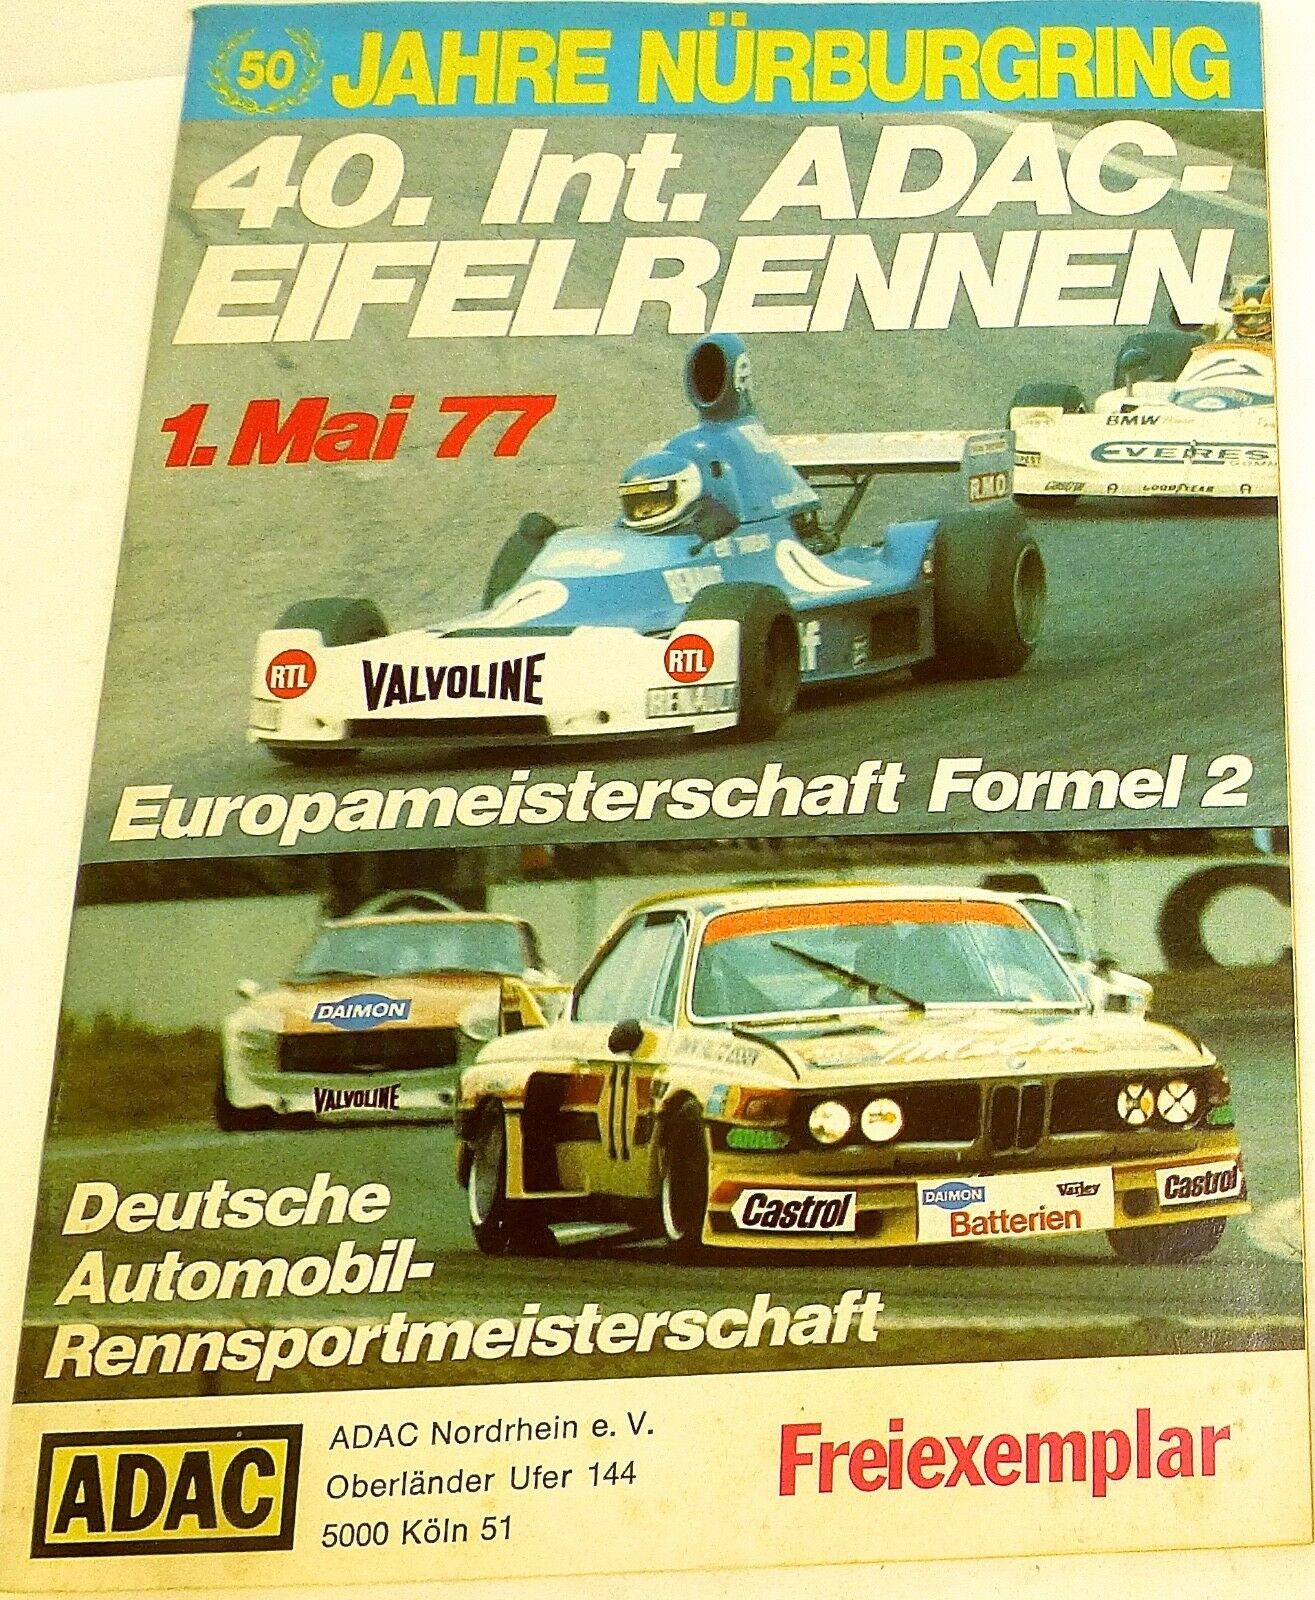 50 JAHRE NÜRBURGRING
40. Int. ADAC-
EIFELRENNEN
1. Mai 77
BMW
EVERES
Castrol GOODYEAR
R.M.O
RTL VALVOLINE RTL
elf
Europameisterschaft Formel 2
DAIMON
VALVOLINE
Castrol
DAIMON Varley
Batterien
Castrol
Deutsche
Automobil-
Rennsportmeisterschaft
ADAC
ADAC Nordrhein e. V.
Oberländer Ufer 144
5000 Köln 51
Freiexemplar